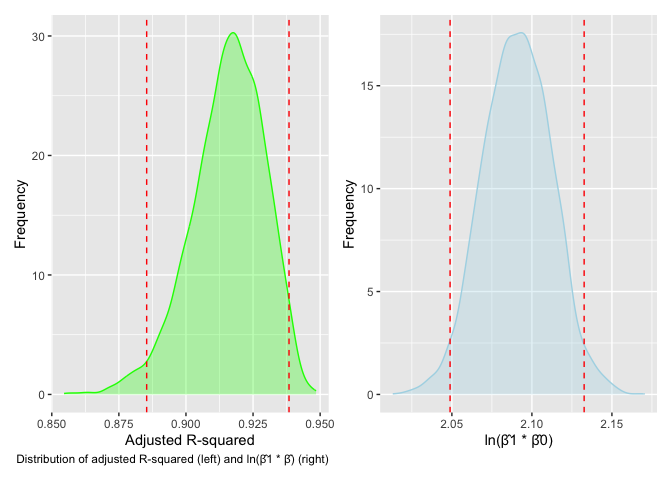 30
20
10
0
Frequency
0.850 0.875 0.900 0.925 0.950
Adjusted R-squared
15
10
5
0
Frequency
2.05 2.10 2.15
ln(β̂1 * β̂0)
Distribution of adjusted R-squared (left) and ln(β̂1 * β̂) (right)